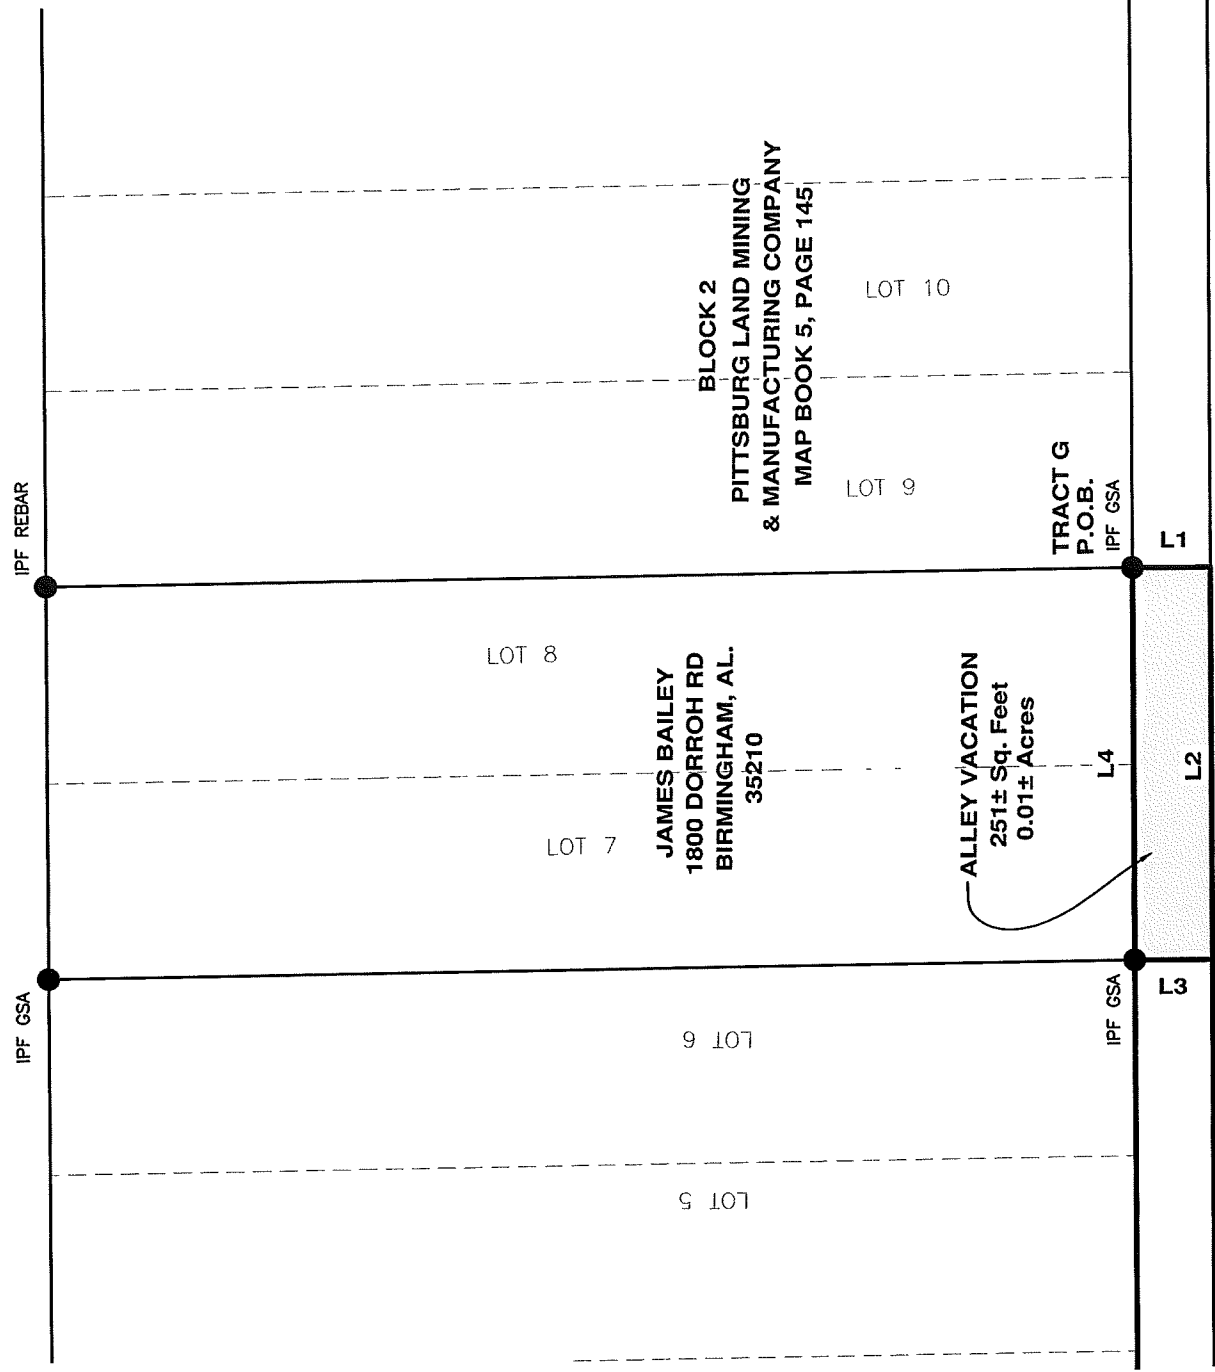 IPF REBAR
IPF GSA
BLOCK 2
PITTSBURG LAND MINING
& MANUFACTURING COMPANY
MAP BOOK 5, PAGE 145
LOT 10
LOT 9
TRACT G
P.O.B.
IPF GSA
L1
LOT 8
JAMES BAILEY
1800 DORROH RD
BIRMINGHAM, AL.
35210
LOT 7
ALLEY VACATION
251± Sq. Feet
0.01± Acres
L4
L2
IPF GSA
L3
LOT 6
LOT 5